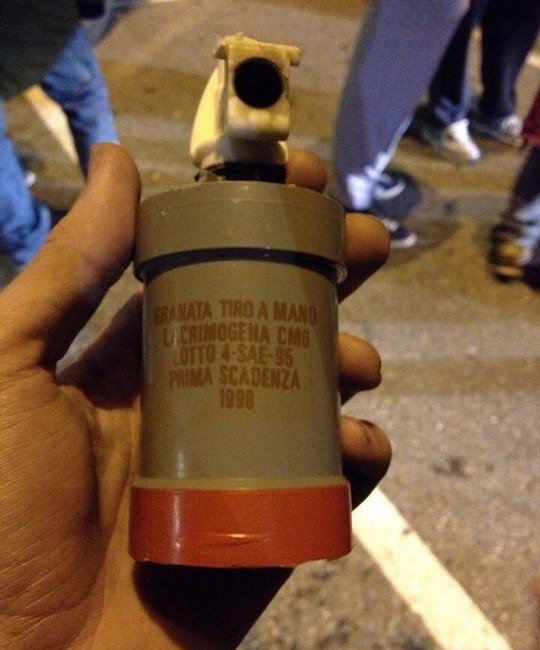 GRANATA TIRO A MANO
LACRIMOGENA CM6
LOTTO 4-SAE-95
PRIMA SCADENZA
1998